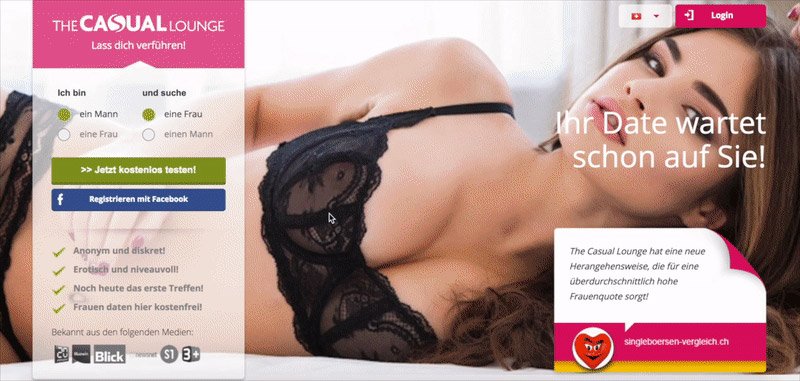 THE CASUAL LOUNGE
Lass dich verführen!
Login
Ich bin
und suche
ein Mann
eine Frau
eine Frau
einen Mann
>> Jetzt kostenlos testen!
f Registrieren mit Facebook
Anonym und diskret!
Erotisch und niveauvoll!
Noch heute das erste Treffen!
Frauen daten hier kostenfrei!
Bekannt aus den folgenden Medien:
Blick
S1
3+
Ihr Date wartet
schon auf Sie!
The Casual Lounge hat eine neue
Herangehensweise, die für eine
überdurchschnittlich hohe
Frauenquote sorgt!
singleboersen-vergleich.ch